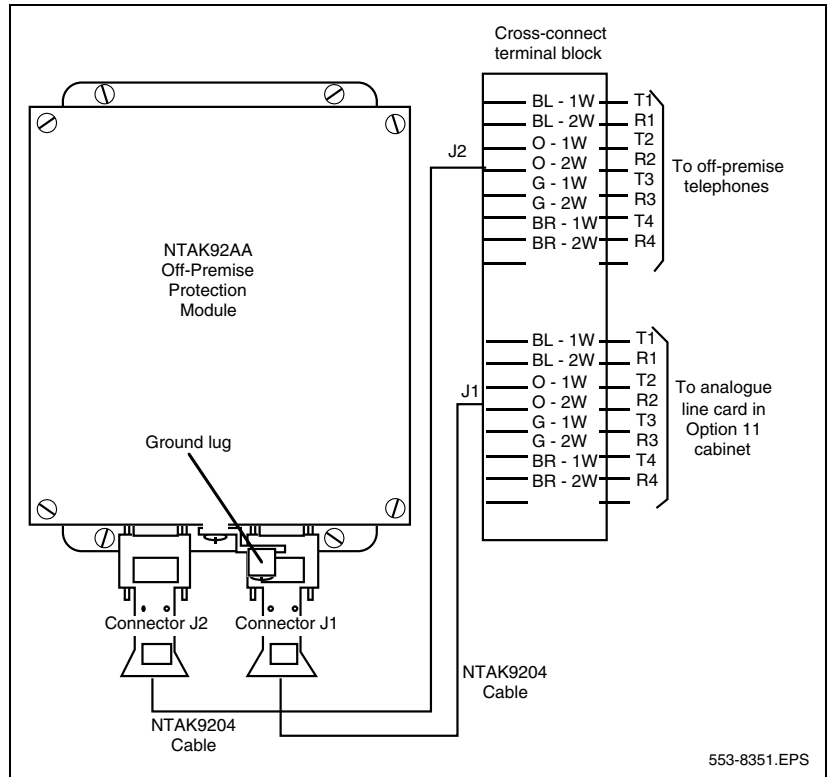 Cross-connect
terminal block
J2
BL - 1W T1
BL - 2W R1
O - 1W T2
O - 2W R2
G - 1W T3
G - 2W R3
BR - 1W T4
BR - 2W R4
To off-premise
telephones
NTAK92AA
Off-Premise
Protection
Module
J1
BL - 1W T1
BL - 2W R1
O - 1W T2
O - 2W R2
G - 1W T3
G - 2W R3
BR - 1W T4
BR - 2W R4
To analogue
line card in
Option 11
cabinet
Ground lug
Connector J2
Connector J1
NTAK9204
Cable
NTAK9204
Cable
553-8351.EPS